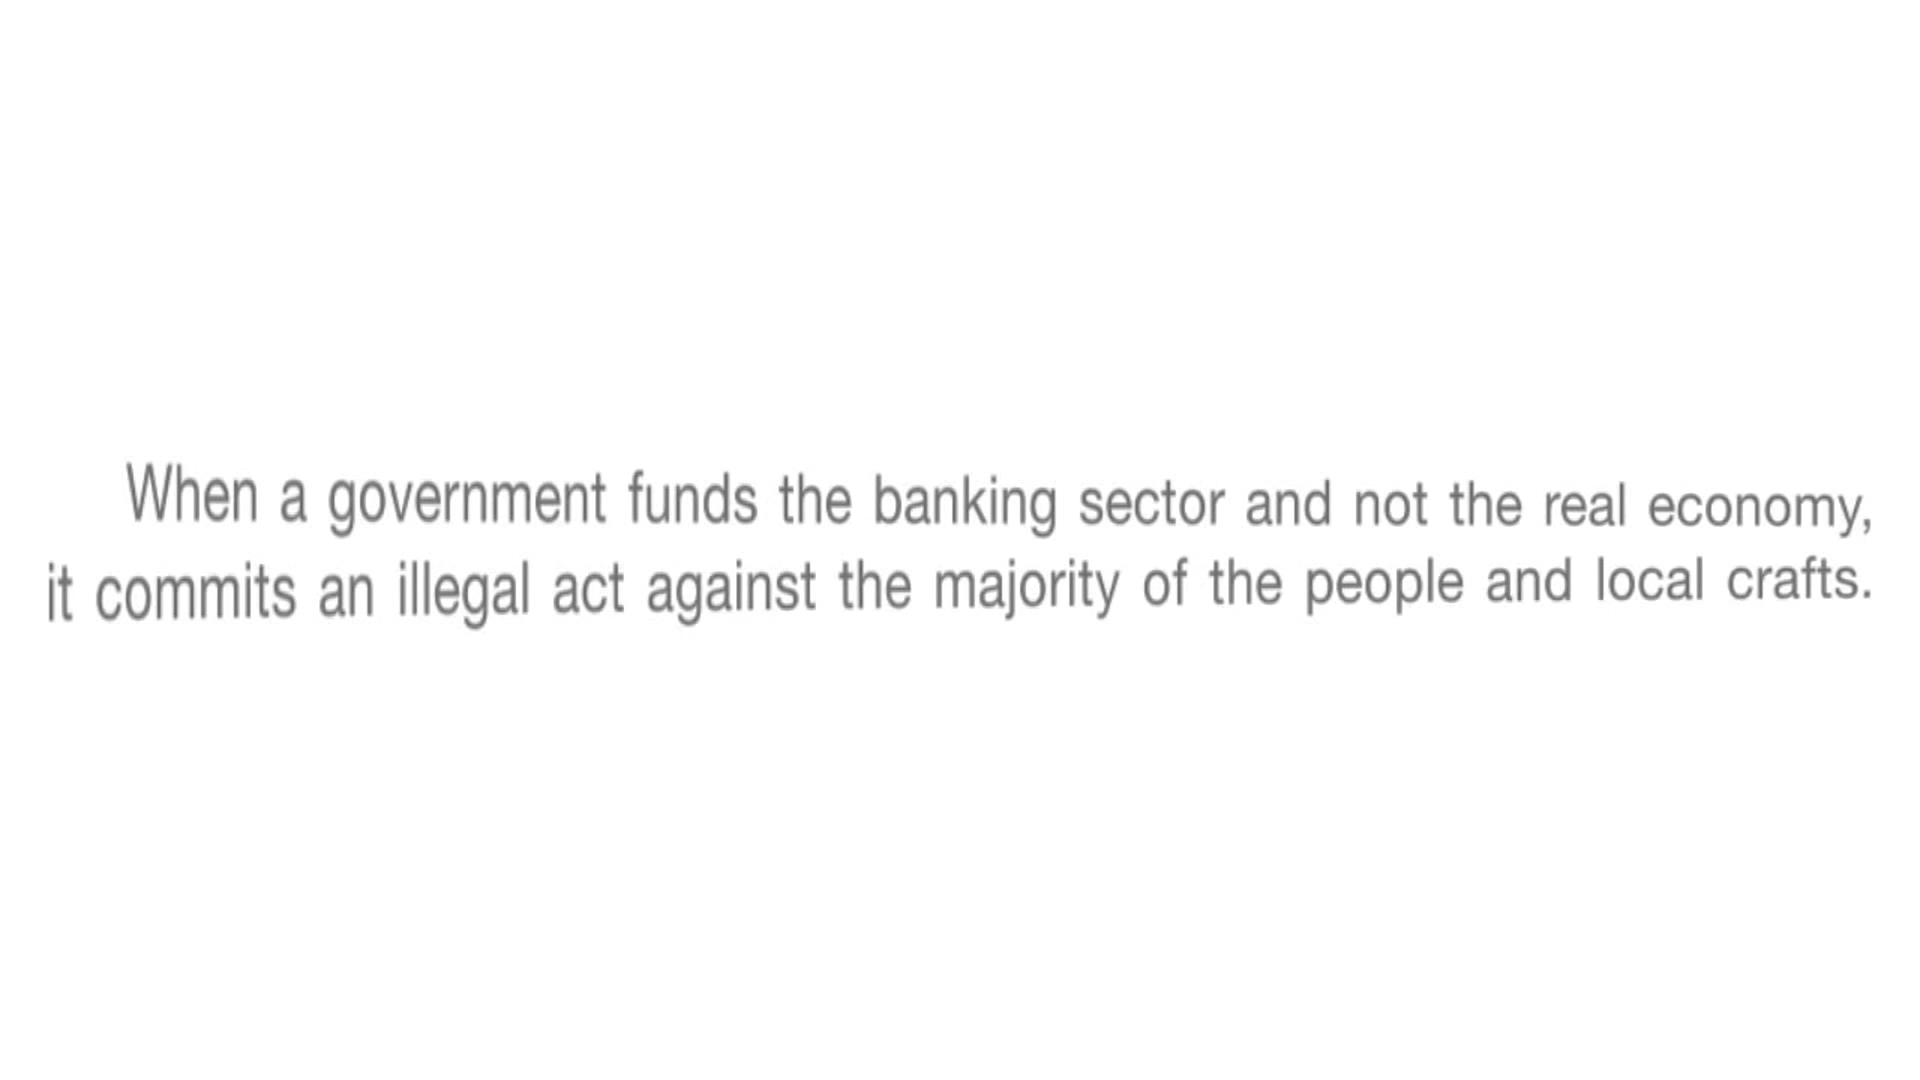 When a government funds the banking sector and not the real economy,
it commits an illegal act against the majority of the people and local crafts.